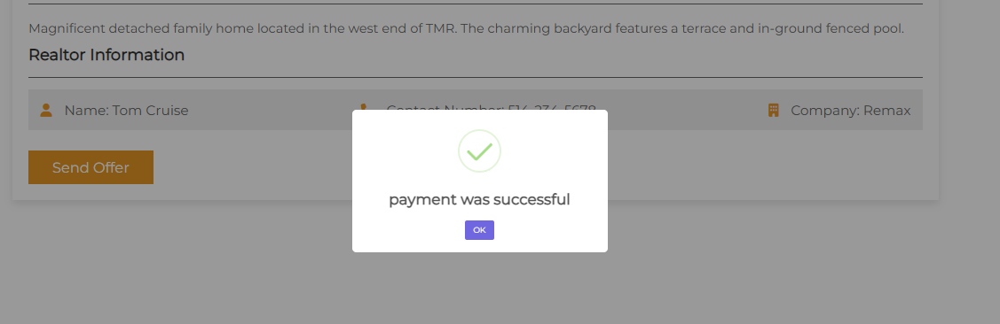 Magnificent detached family home located in the west end of TMR. The charming backyard features a terrace and in-ground fenced pool.
Realtor Information
Name: Tom Cruise
Contact Number: 514-234-5678
Company: Remax
Send Offer
payment was successful
OK